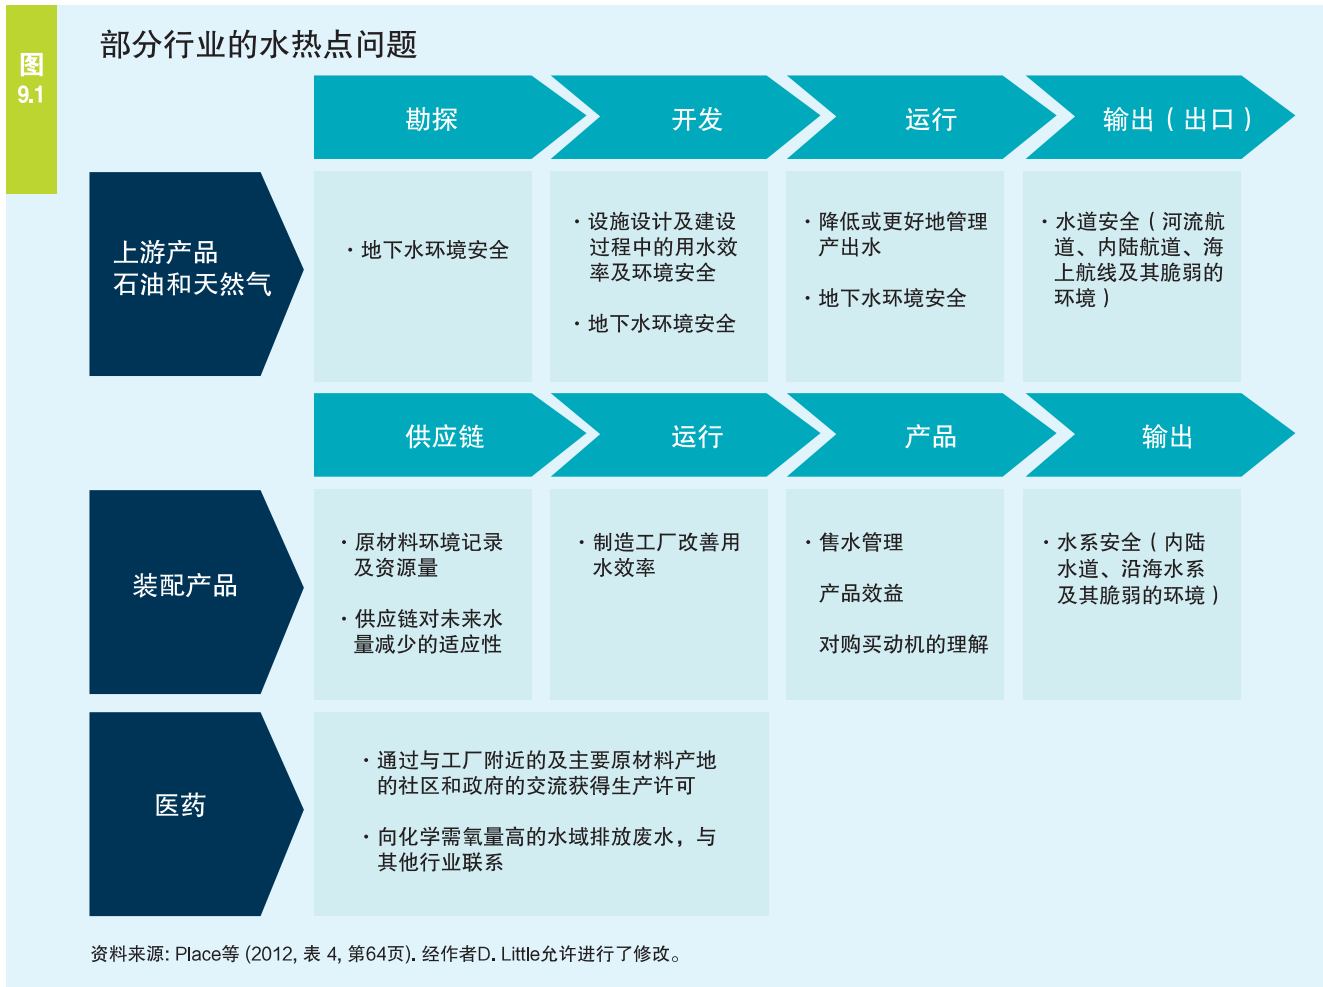 图
9.1
部分行业的水热点问题
勘探
开发
运行
输出（出口）
上游产品
石油和天然气
· 地下水环境安全
· 设施设计及建设
过程中的用水效
率及环境安全
· 地下水环境安全
· 降低或更好地管理
产出水
· 地下水环境安全
· 水道安全（河流航
道、内陆航道、海
上航线及其脆弱的
环境）
供应链
运行
产品
输出
装配产品
· 原材料环境记录
及资源量
· 供应链对未来水
量减少的适应性
· 制造工厂改善用
水效率
· 售水管理
产品效益
对购买动机的理解
· 水系安全（内陆
水道、沿海水系
及其脆弱的环境）
医药
· 通过与工厂附近的及主要原材料产地
的社区和政府的交流获得生产许可
· 向化学需氧量高的水域排放废水，与
其他行业联系
资料来源: Place等 (2012, 表 4, 第64页). 经作者D. Little允许进行了修改。